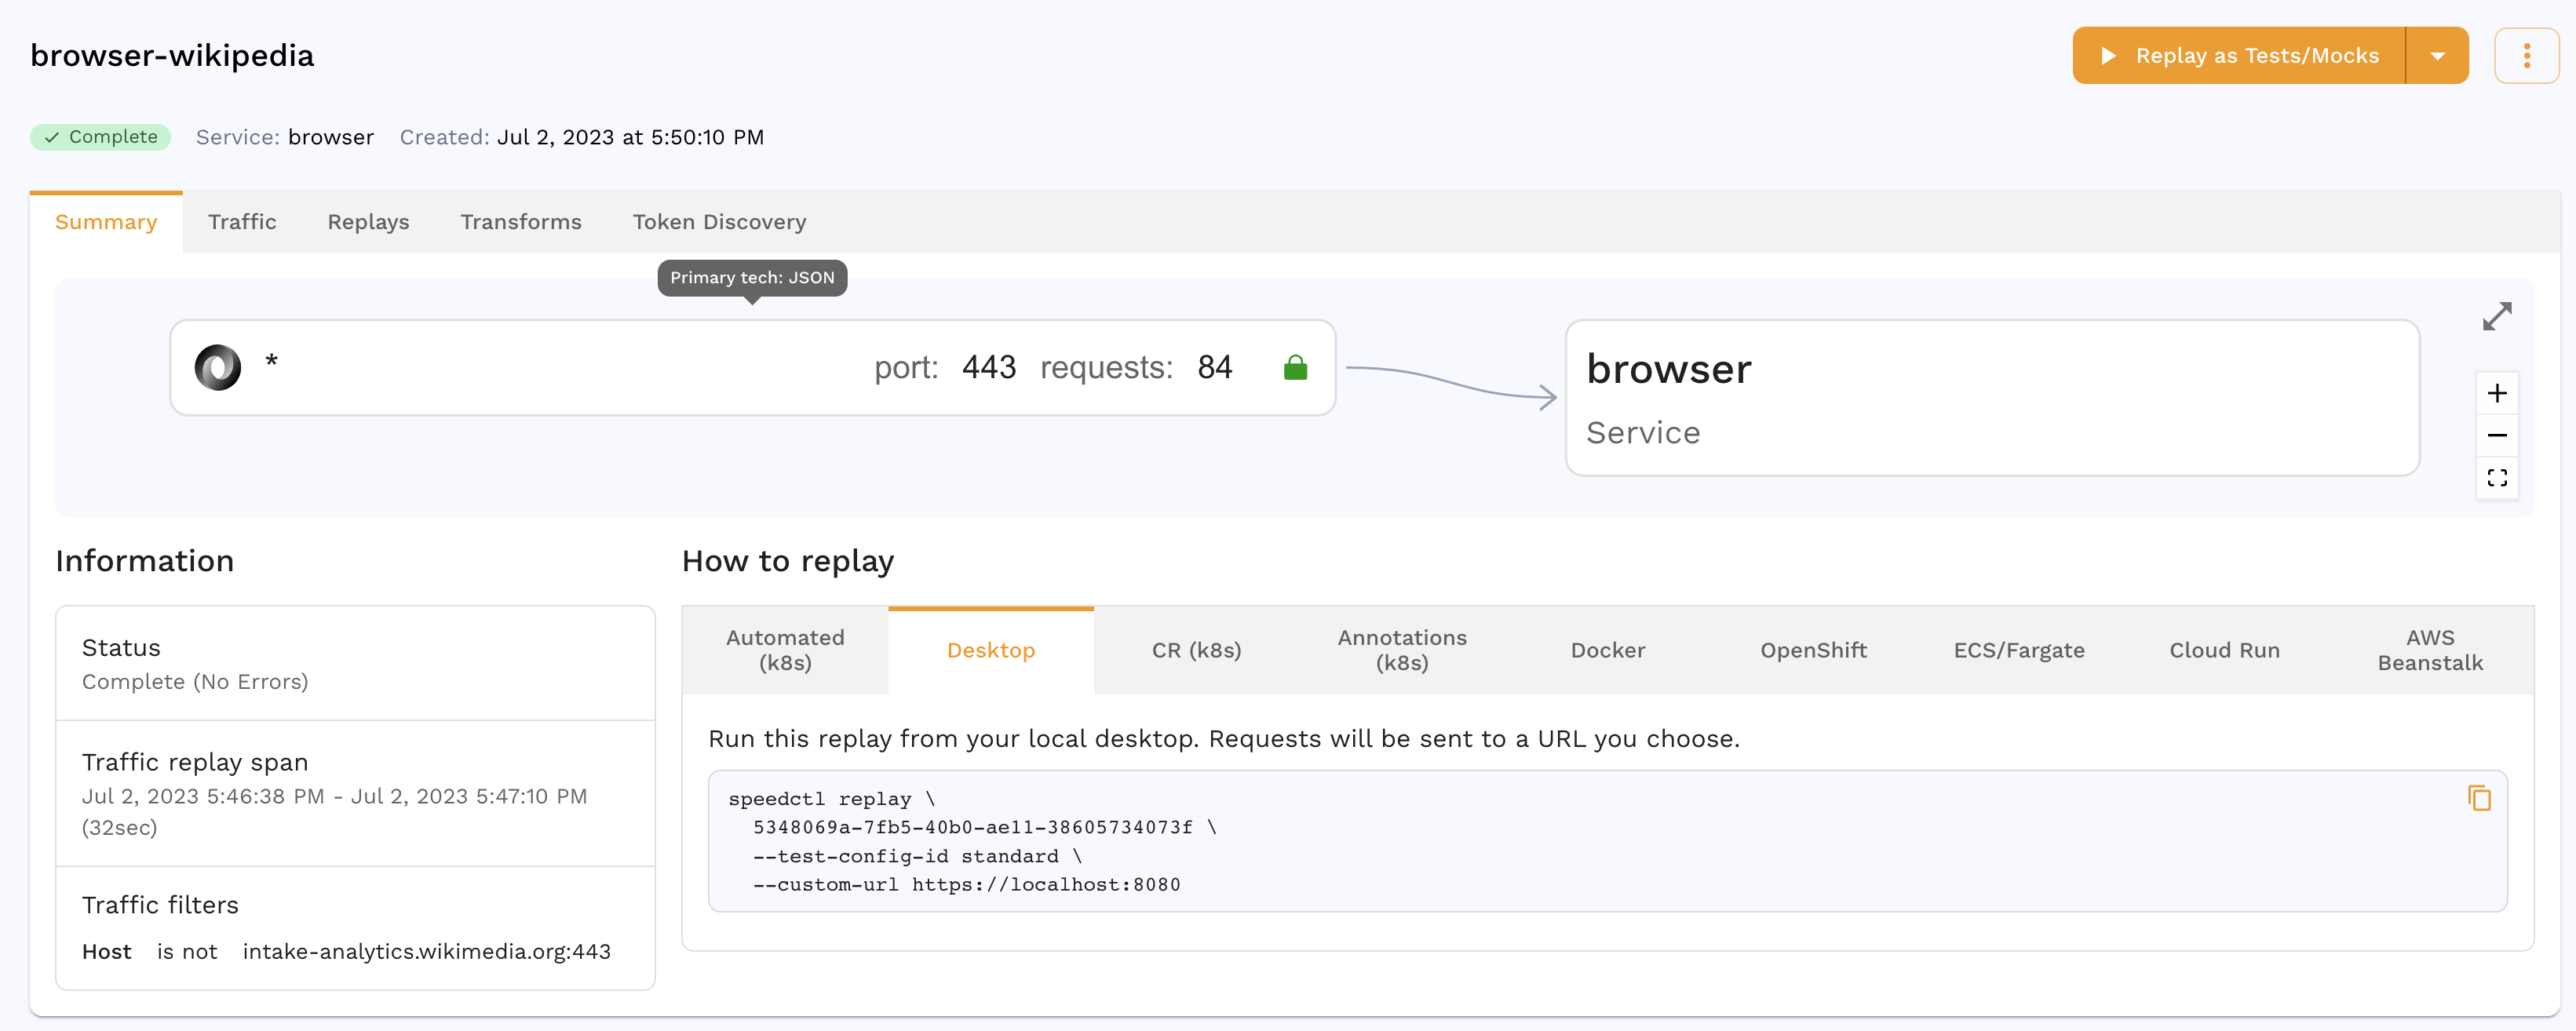 browser-wikipedia
Replay as Tests/Mocks
Complete Service: browser Created: Jul 2, 2023 at 5:50:10 PM
Summary Traffic Replays Transforms Token Discovery
Primary tech: JSON
* port: 443 requests: 84
browser
Service
Information
Status
Complete (No Errors)
Traffic replay span
Jul 2, 2023 5:46:38 PM - Jul 2, 2023 5:47:10 PM
(32sec)
Traffic filters
Host is not intake-analytics.wikimedia.org:443
How to replay
Automated
(k8s)
Desktop
CR (k8s)
Annotations
(k8s)
Docker
OpenShift
ECS/Fargate
Cloud Run
AWS
Beanstalk
Run this replay from your local desktop. Requests will be sent to a URL you choose.
speedctl replay \
5348069a-7fb5-40b0-ae11-38605734073f \
--test-config-id standard \
--custom-url https://localhost:8080